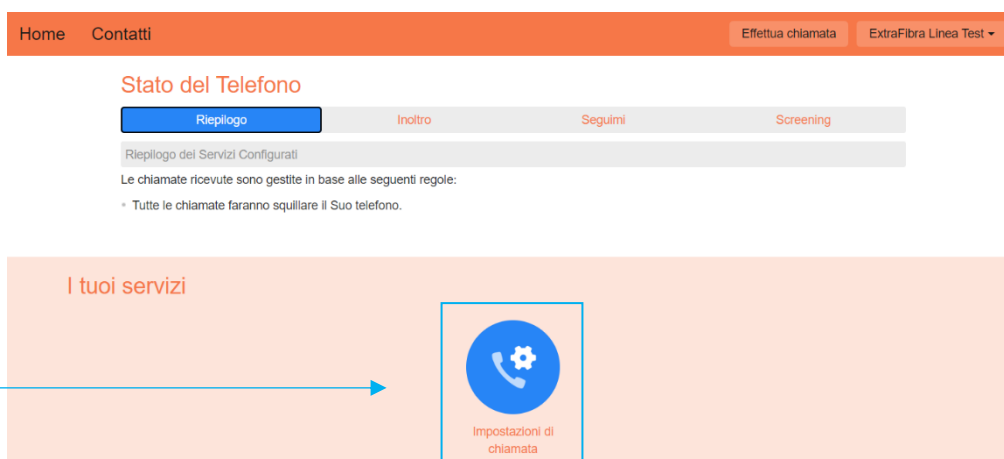 Home Contatti Effettua chiamata ExtraFibra Linea Test
Stato del Telefono
Riepilogo Inoltro Seguimi Screening
Riepilogo dei Servizi Configurati
Le chiamate ricevute sono gestite in base alle seguenti regole:
Tutte le chiamate faranno squillare il Suo telefono.
I tuoi servizi
Impostazioni di
chiamata